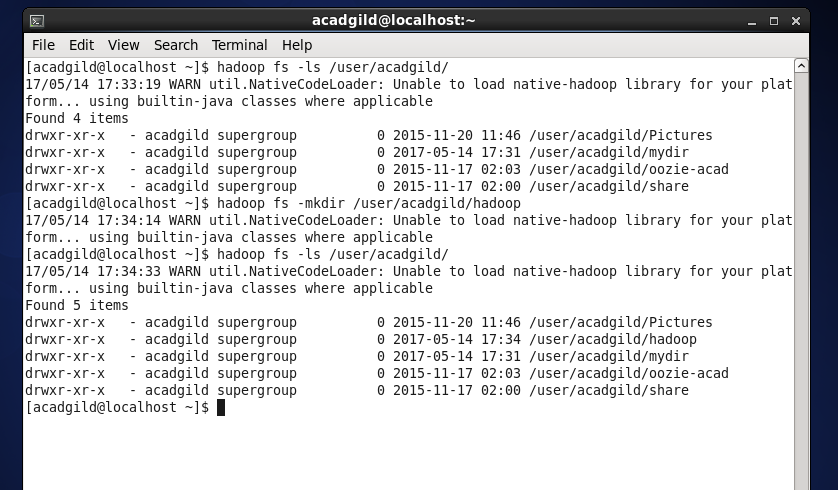 acadgild@localhost:~
File Edit View Search Terminal Help
[acadgild@localhost ~]$ hadoop fs -ls /user/acadgild/
17/05/14 17:33:19 WARN util.NativeCodeLoader: Unable to load native-hadoop library for your plat
form... using builtin-java classes where applicable
Found 4 items
drwxr-xr-x   - acadgild supergroup          0 2015-11-20 11:46 /user/acadgild/Pictures
drwxr-xr-x   - acadgild supergroup          0 2017-05-14 17:31 /user/acadgild/mydir
drwxr-xr-x   - acadgild supergroup          0 2015-11-17 02:03 /user/acadgild/oozie-acad
drwxr-xr-x   - acadgild supergroup          0 2015-11-17 02:00 /user/acadgild/share
[acadgild@localhost ~]$ hadoop fs -mkdir /user/acadgild/hadoop
17/05/14 17:34:14 WARN util.NativeCodeLoader: Unable to load native-hadoop library for your plat
form... using builtin-java classes where applicable
[acadgild@localhost ~]$ hadoop fs -ls /user/acadgild/
17/05/14 17:34:33 WARN util.NativeCodeLoader: Unable to load native-hadoop library for your plat
form... using builtin-java classes where applicable
Found 5 items
drwxr-xr-x   - acadgild supergroup          0 2015-11-20 11:46 /user/acadgild/Pictures
drwxr-xr-x   - acadgild supergroup          0 2017-05-14 17:34 /user/acadgild/hadoop
drwxr-xr-x   - acadgild supergroup          0 2017-05-14 17:31 /user/acadgild/mydir
drwxr-xr-x   - acadgild supergroup          0 2015-11-17 02:03 /user/acadgild/oozie-acad
drwxr-xr-x   - acadgild supergroup          0 2015-11-17 02:00 /user/acadgild/share
[acadgild@localhost ~]$